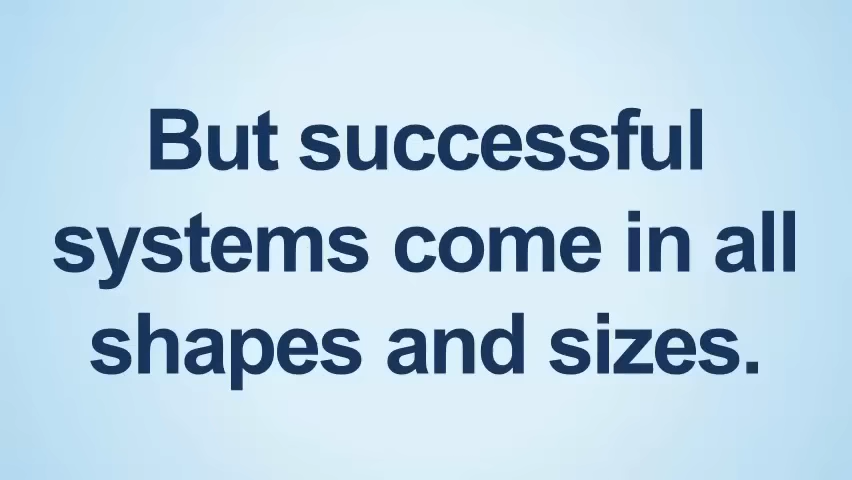 But successful
systems come in all
shapes and sizes.